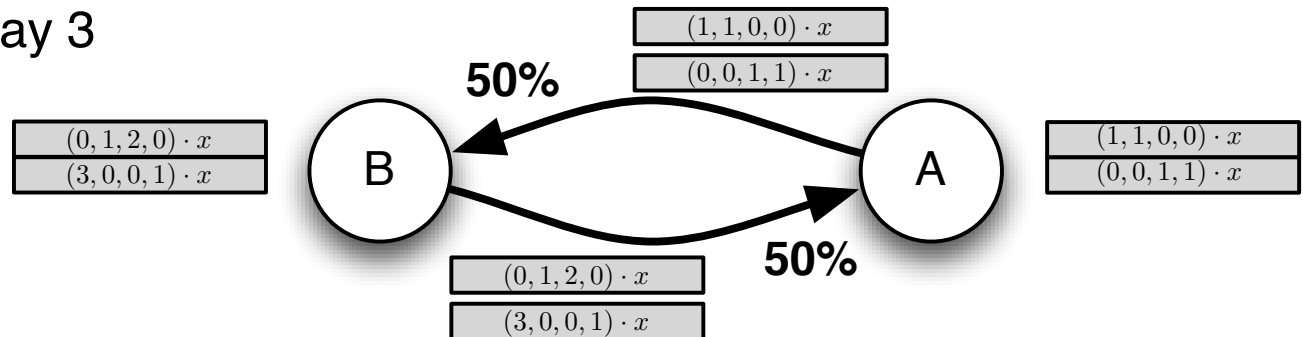 ay 3
(1, 1, 0, 0) · x
(0, 0, 1, 1) · x
50%
(0, 1, 2, 0) · x
(3, 0, 0, 1) · x
B
A
(1, 1, 0, 0) · x
(0, 0, 1, 1) · x
50%
(0, 1, 2, 0) · x
(3, 0, 0, 1) · x